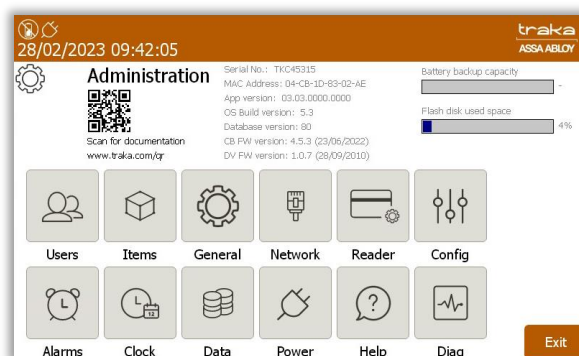 traka
28/02/2023 09:42:05
ASSA ABLOY
Administration
Scan for documentation
www.traka.com/qr
Serial No.: TKC45315
MAC Address: 04-CB-1D-83-02-AE
App version: 03.03.0000.0000
OS Build version: 5.3
Database version: 80
CB FW version: 4.5.3 (23/06/2022)
DV FW version: 1.0.7 (28/09/2010)
Battery backup capacity
-
Flash disk used space
4%
Users
Items
General
Network
Reader
Config
12
Alarms
Clock
Data
Power
Help
Diag
Exit